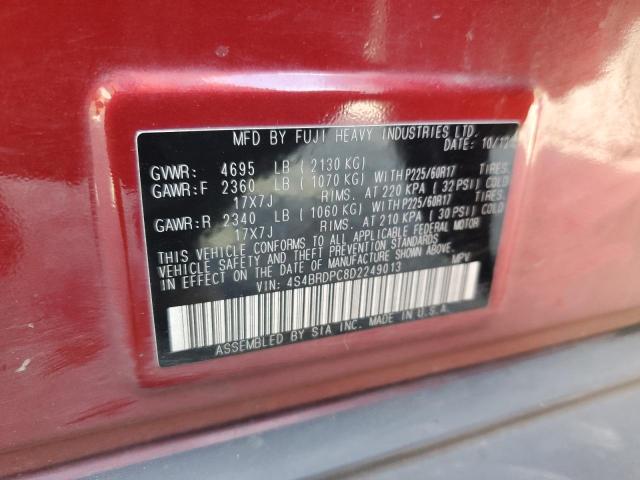 MFD BY FUJI HEAVY INDUSTRIES LTD.
DATE: 10/12
GVWR: 4695 LB ( 2130 KG)
GAWR:F 2360 LB ( 1070 KG) WITH P225/60R17 TIRES.
17X7J RIMS. AT 220 KPA ( 32 PSI) COLD
GAWR:R 2340 LB ( 1060 KG) WITH P225/60R17 TIRES.
17X7J RIMS. AT 210 KPA ( 30 PSI) COLD
THIS VEHICLE CONFORMS TO ALL APPLICABLE FEDERAL MOTOR
VEHICLE SAFETY AND THEFT PREVENTION STANDARDS
IN EFFECT ON THE DATE OF MANUFACTURE SHOWN ABOVE.
VIN: 4S4BRDPC8D2249013 MPV
ASSEMBLED BY SIA INC. MADE IN U.S.A.